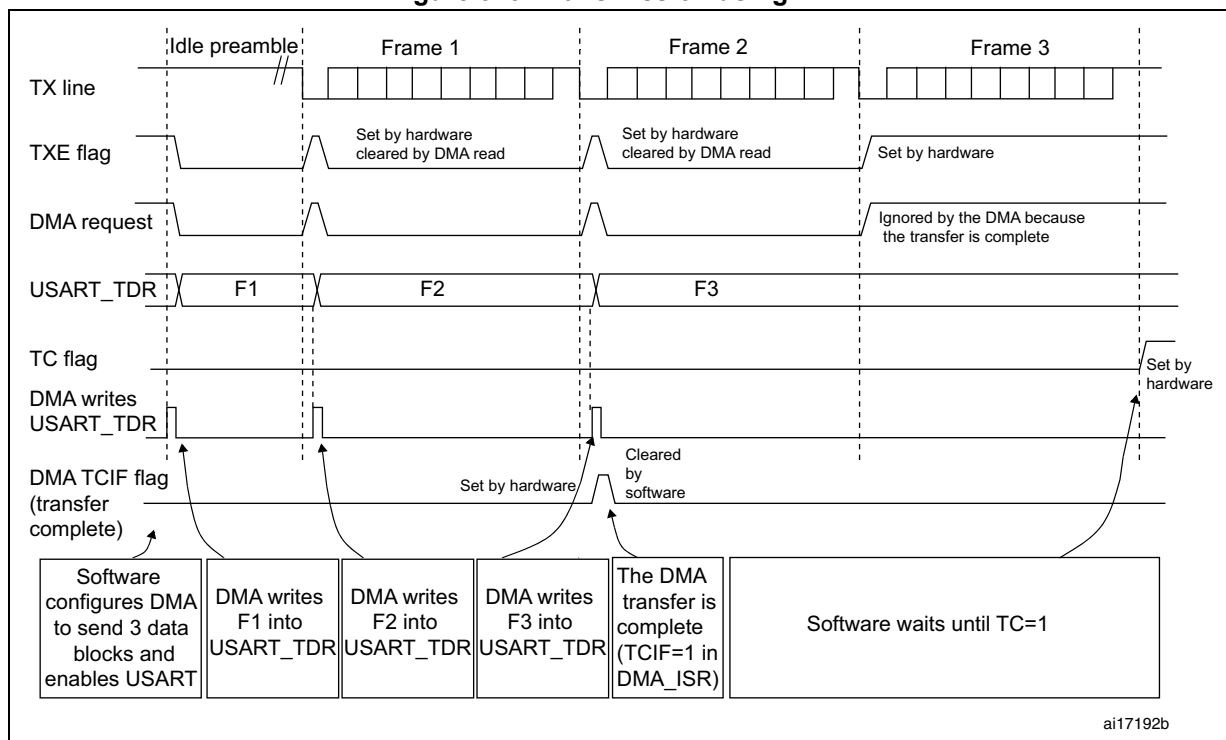 Idle preamble
Frame 1
Frame 2
Frame 3
TX line
TXE flag
Set by hardware
cleared by DMA read
Set by hardware
cleared by DMA read
Set by hardware
DMA request
Ignored by the DMA because
the transfer is complete
USART_TDR
F1
F2
F3
TC flag
Set by
hardware
DMA writes
USART_TDR
DMA TCIF flag
(transfer
complete)
Set by hardware
Cleared
by
software
Software
configures DMA
to send 3 data
blocks and
enables USART
DMA writes
F1 into
USART_TDR
DMA writes
F2 into
USART_TDR
DMA writes
F3 into
USART_TDR
The DMA
transfer is
complete
(TCIF=1 in
DMA_ISR)
Software waits until TC=1
ai17192b